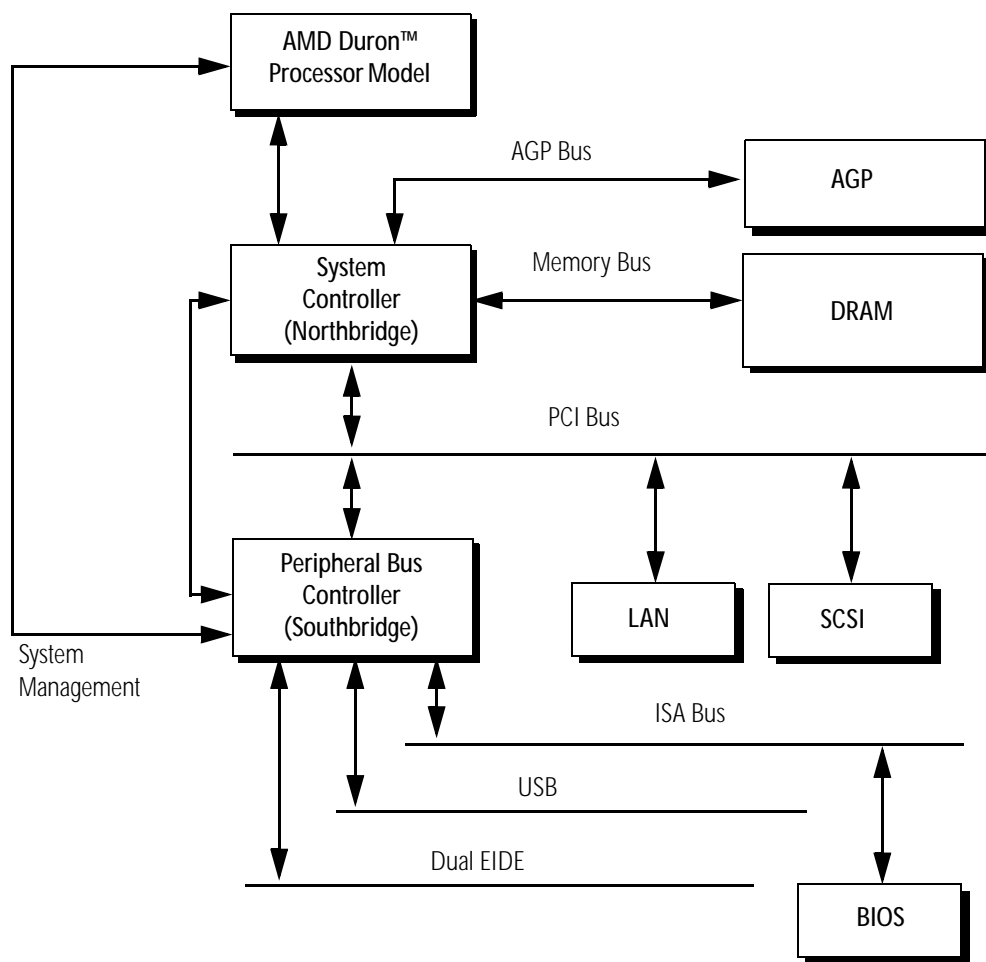 AMD Duron™
Processor Model
AGP Bus
AGP
System
Controller
(Northbridge)
Memory Bus
DRAM
PCI Bus
Peripheral Bus
Controller
(Southbridge)
LAN
SCSI
System
Management
ISA Bus
USB
Dual EIDE
BIOS